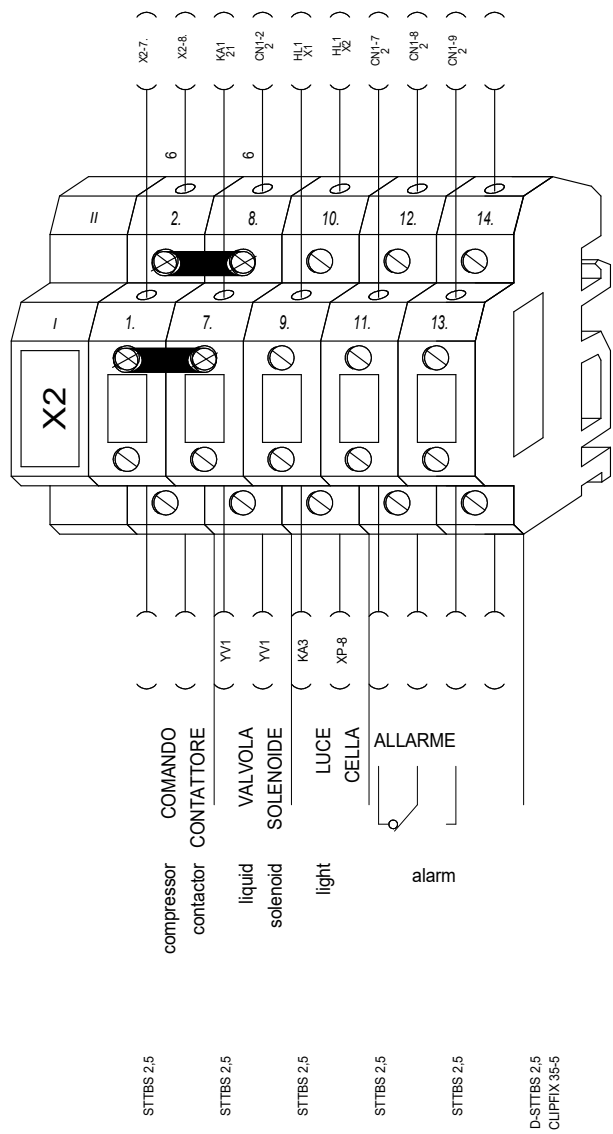 X2-7.
X2-8.
KA1
21
CN1-2
2
HL1
X1
HL1
X2
CN1-7
2
CN1-8
2
CN1-9
2
6
6
II
2.
8.
10.
12.
14.
I
1.
7.
9.
11.
13.
X2
YV1
YV1
KA3
XP-8
COMANDO
CONTATTORE
VALVOLA
SOLENOIDE
LUCE
CELLA
ALLARME
compressor
contactor
liquid
solenoid
light
alarm
STTBS 2,5
STTBS 2,5
STTBS 2,5
STTBS 2,5
STTBS 2,5
D-STTBS 2,5
CLIPFIX 35-5